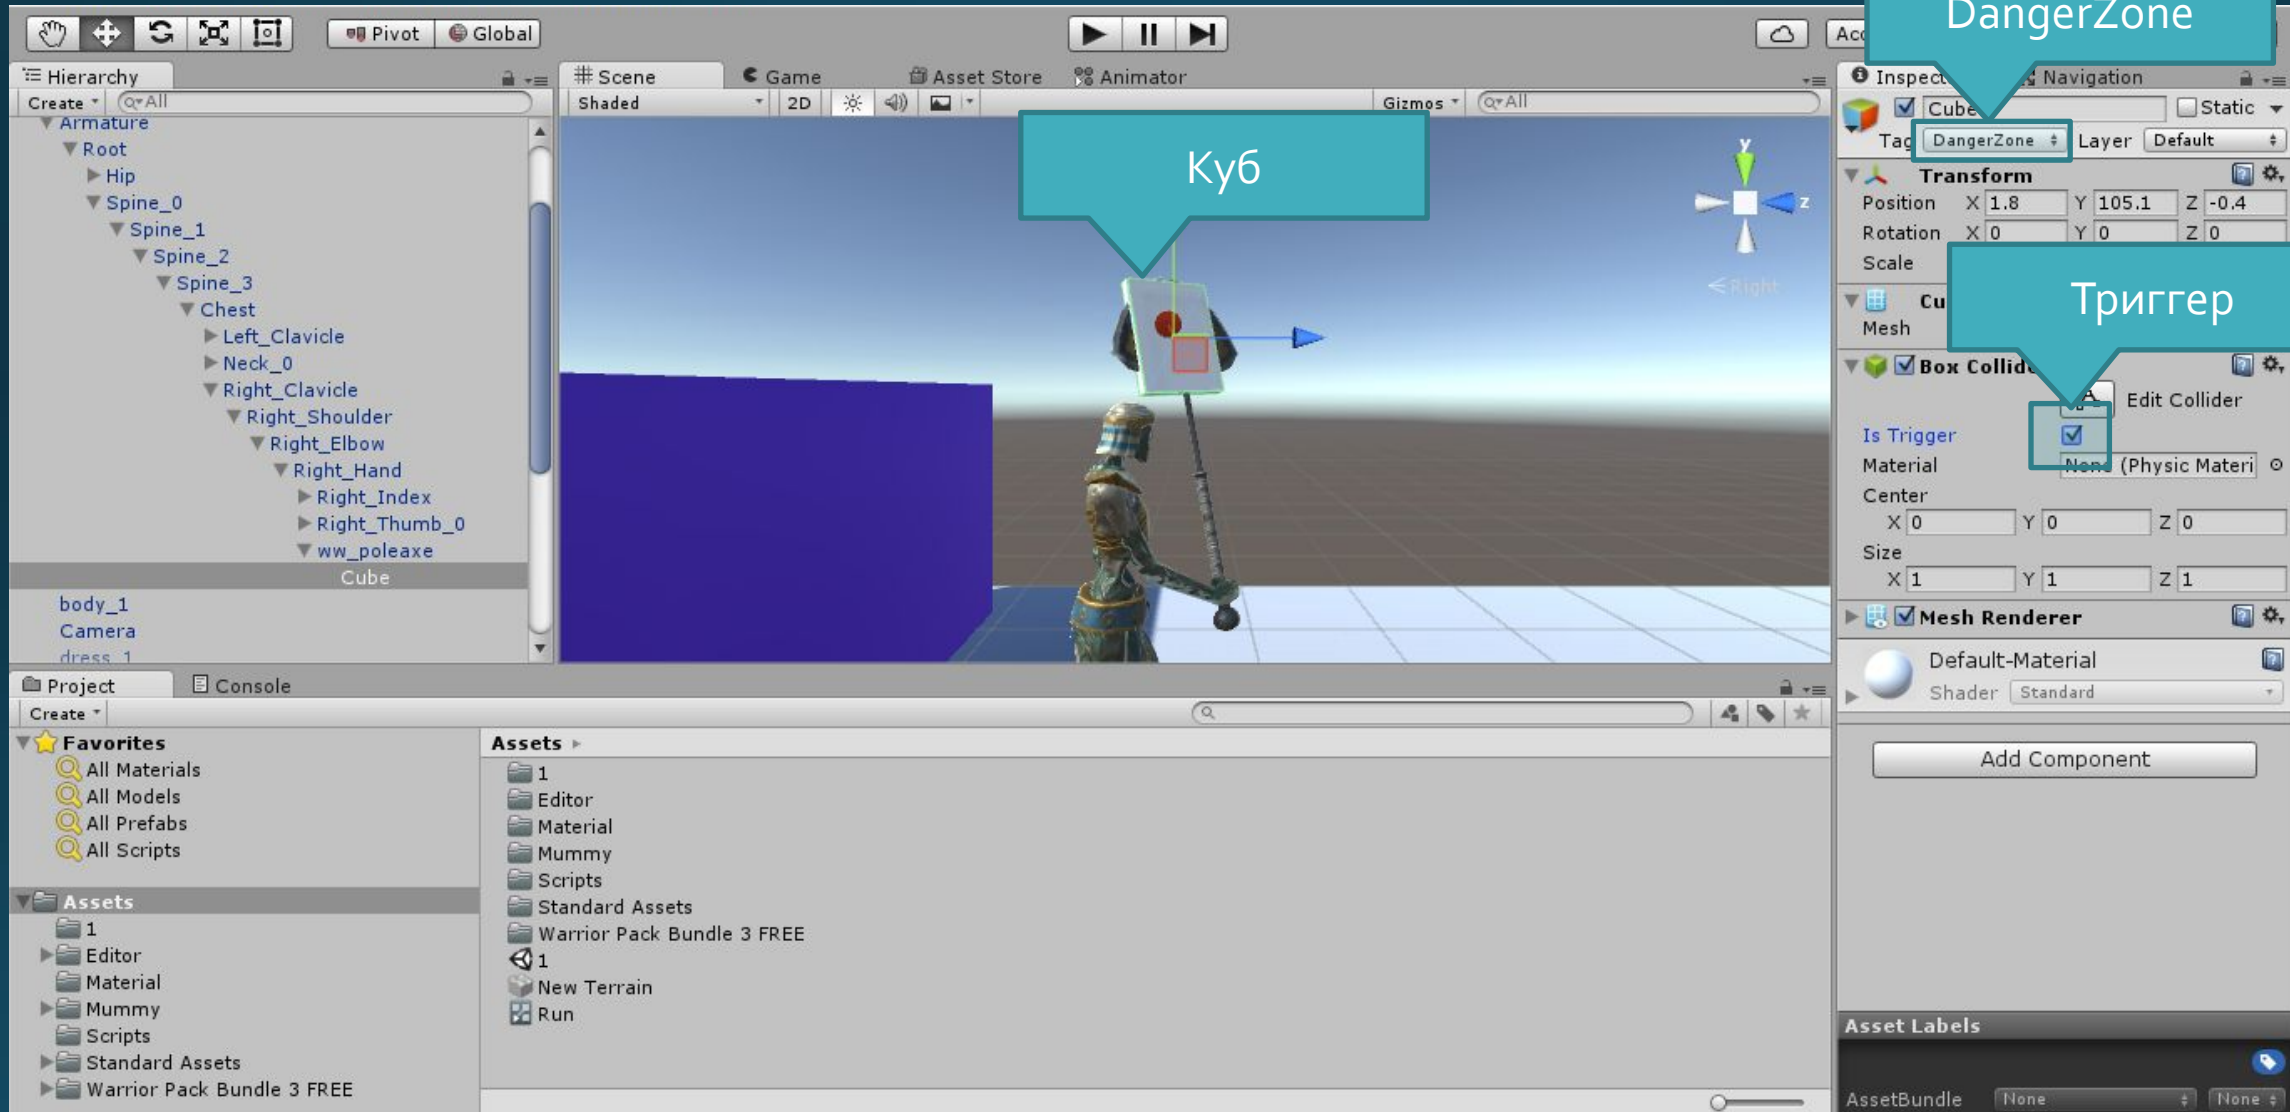 DangerZone
Pivot Global
Hierarchy
Create All
Armature
Root
Hip
Spine_0
Spine_1
Spine_2
Spine_3
Chest
Left_Clavicle
Neck_0
Right_Clavicle
Right_Shoulder
Right_Elbow
Right_Hand
Right_Index
Right_Thumb_0
ww_poleaxe
Cube
body_1
Camera
dress_1
Scene Game Asset Store Animator
Shaded 2D Gizmos All
Куб
y
z
Right
Navigation
Cube Static
Tag DangerZone Layer Default
Transform
Position X 1.8 Y 105.1 Z -0.4
Rotation X 0 Y 0 Z 0
Scale
Триггер
Mesh
Edit Collider
Is Trigger
Material None (Physic Materi
Center
X 0 Y 0 Z 0
Size
X 1 Y 1 Z 1
Mesh Renderer
Default-Material
Shader Standard
Add Component
Asset Labels
AssetBundle None None
Project Console
Create
Favorites
All Materials
All Models
All Prefabs
All Scripts
Assets
1
Editor
Material
Mummy
Scripts
Standard Assets
Warrior Pack Bundle 3 FREE
Assets
1
Editor
Material
Mummy
Scripts
Standard Assets
Warrior Pack Bundle 3 FREE
1
New Terrain
Run